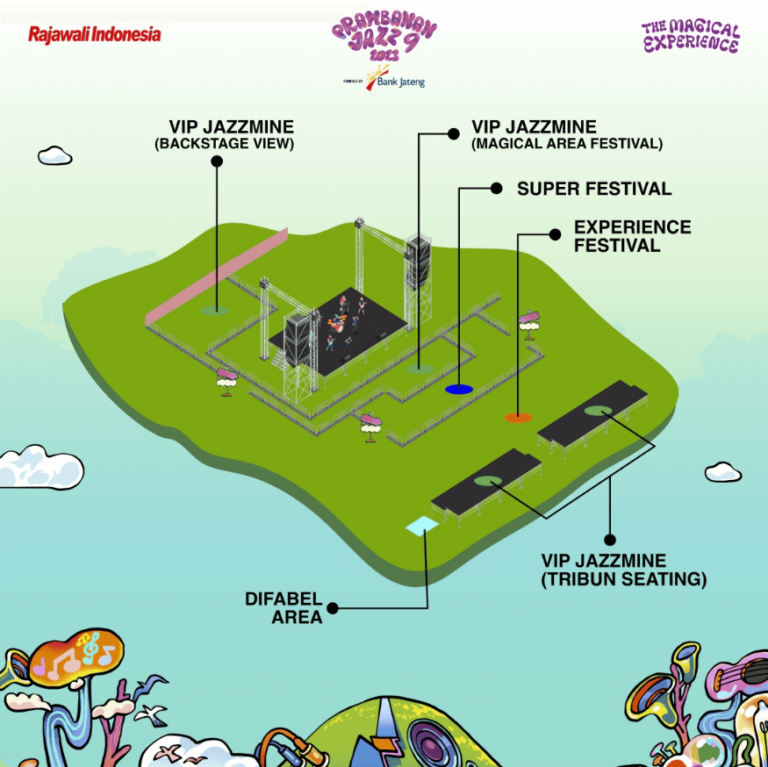 Rajawali Indonesia
PRAMBANAN
JAZZ 9
2023
POWERED BY Bank Jateng
THE MAGICAL
EXPERIENCE
VIP JAZZMINE
(BACKSTAGE VIEW)
VIP JAZZMINE
(MAGICAL AREA FESTIVAL)
SUPER FESTIVAL
EXPERIENCE
FESTIVAL
VIP JAZZMINE
(TRIBUN SEATING)
DIFABEL
AREA